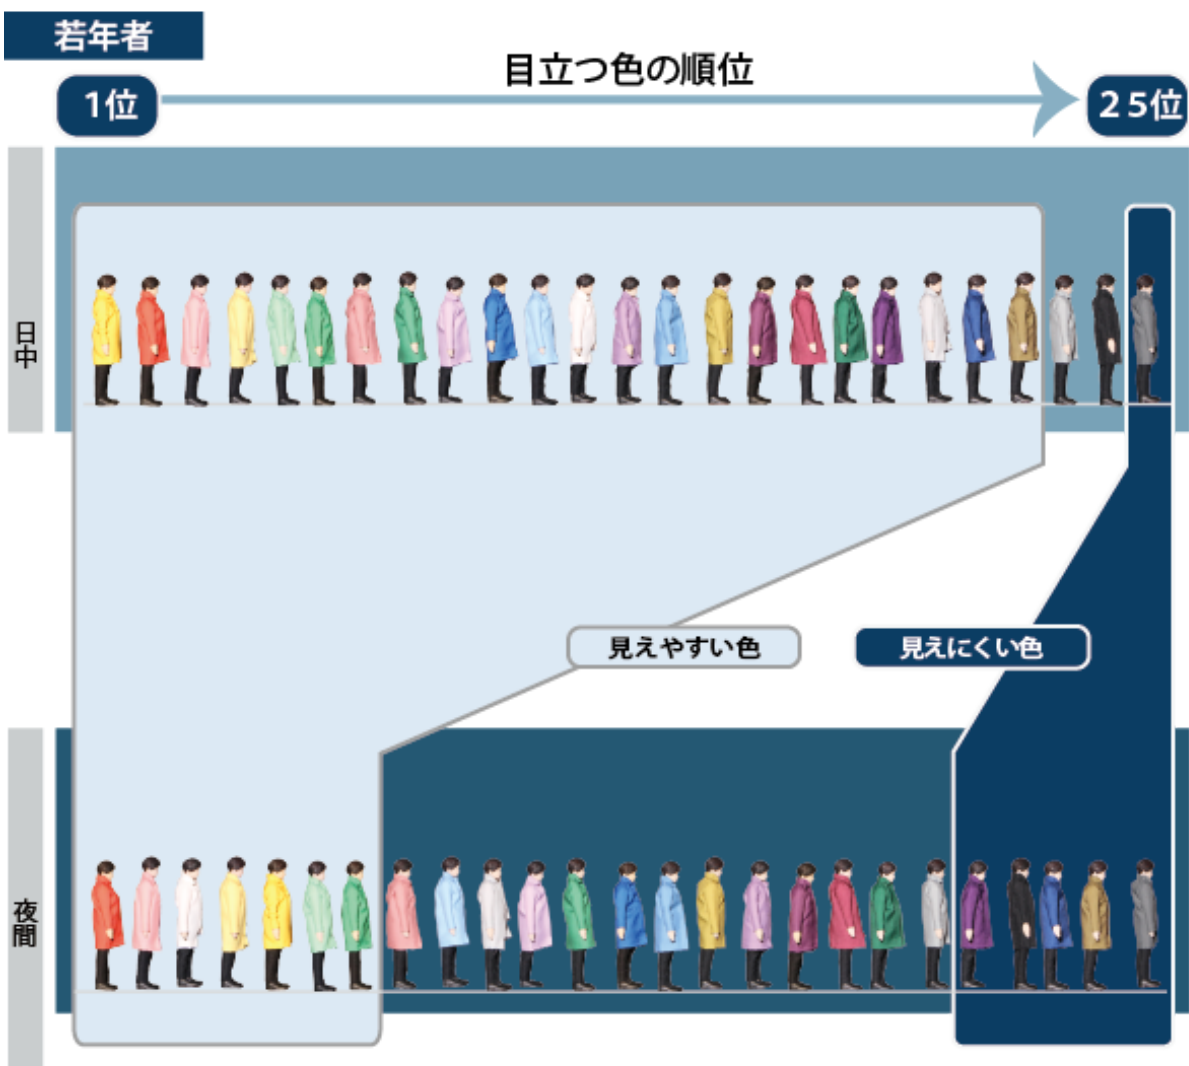 若年者
目立つ色の順位
1位
25位
日中
見えやすい色
見えにくい色
夜間